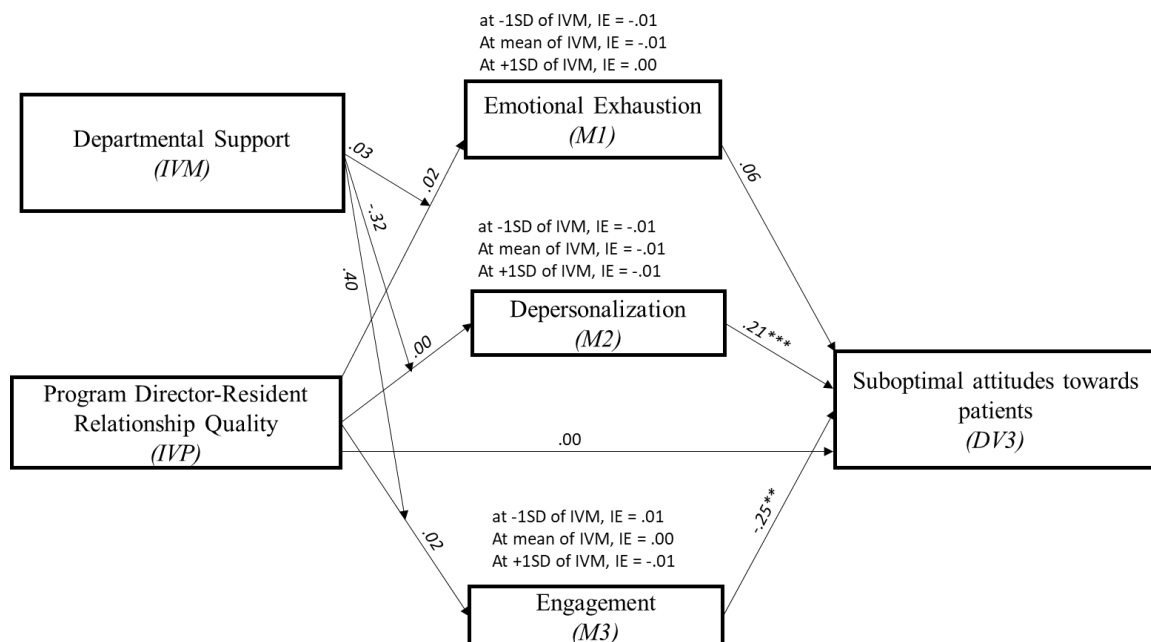 at -1SD of IVM, IE = -.01
At mean of IVM, IE = -.01
At +1SD of IVM, IE = .00
Emotional Exhaustion
(M1)
Departmental Support
(IVM)
.03
.02
.06
-.32
.40
at -1SD of IVM, IE = -.01
At mean of IVM, IE = -.01
At +1SD of IVM, IE = -.01
Depersonalization
(M2)
.00
.21***
Program Director-Resident
Relationship Quality
(IVP)
Suboptimal attitudes towards
patients
(DV3)
.00
at -1SD of IVM, IE = .01
At mean of IVM, IE = .00
At +1SD of IVM, IE = -.01
.02
-.25**
Engagement
(M3)